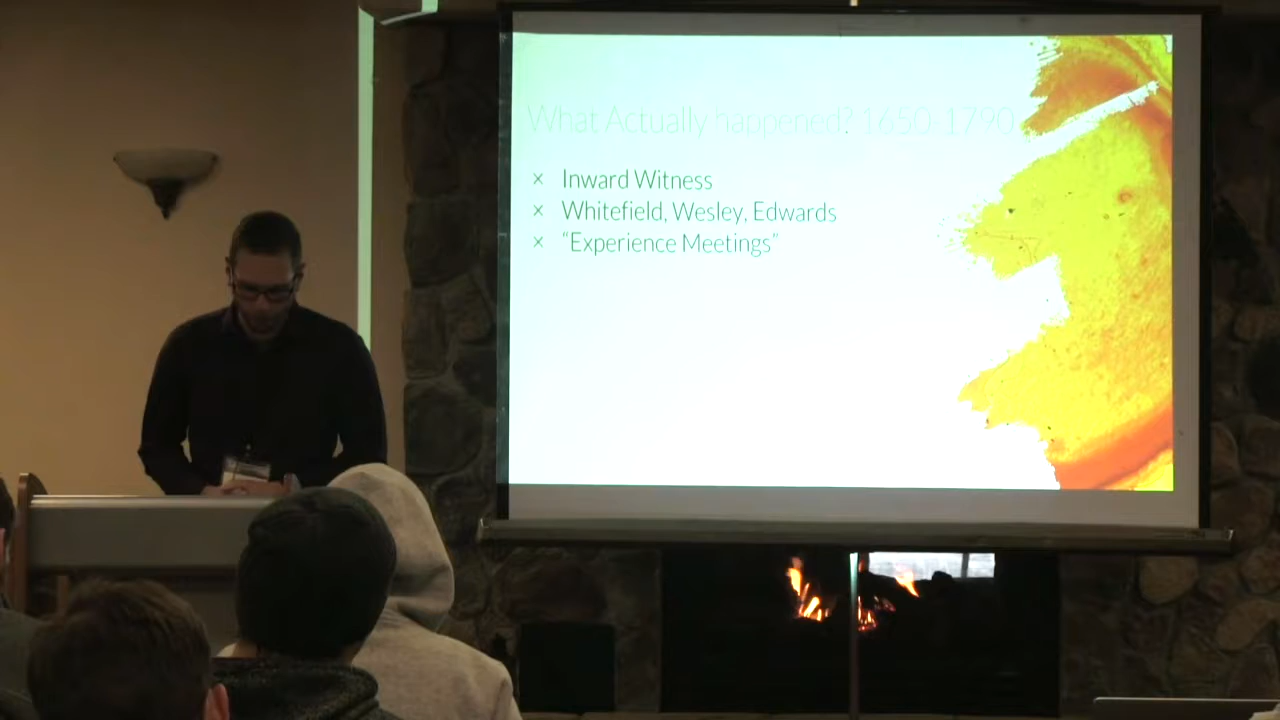 What Actually happened? 1650-1790
× Inward Witness
× Whitefield, Wesley, Edwards
× “Experience Meetings”